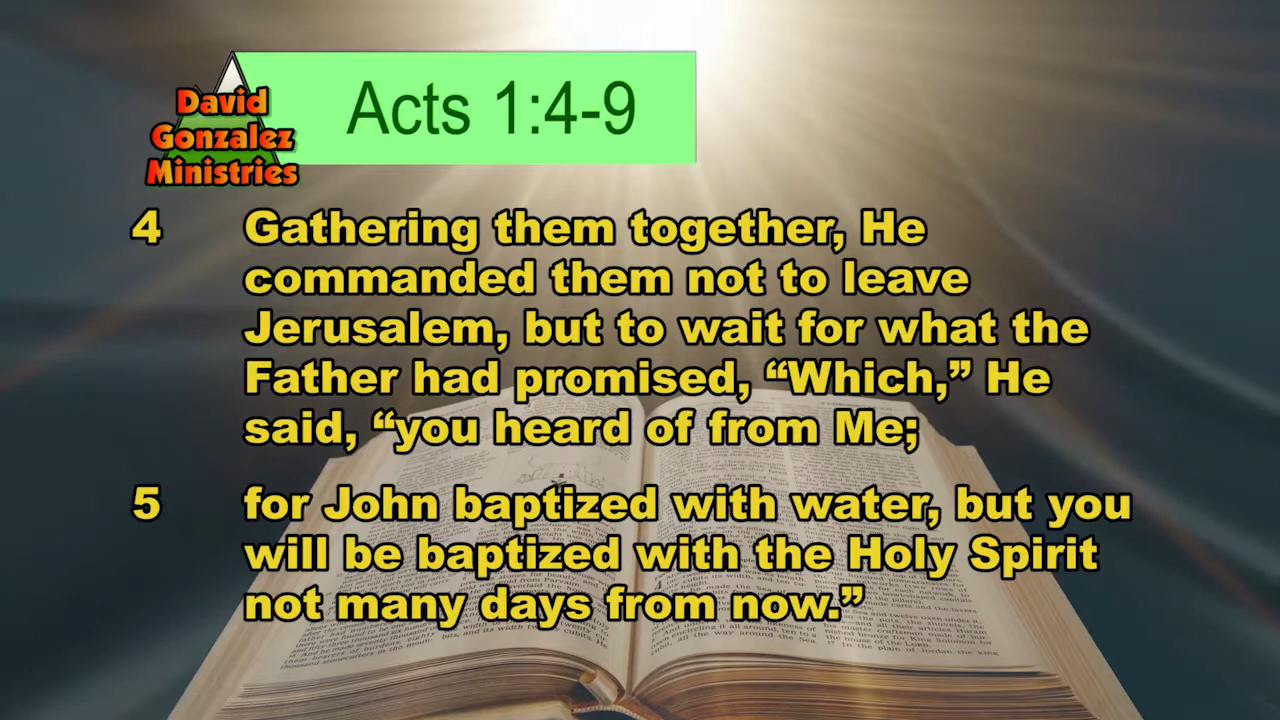 David
Gonzalez
Ministries
Acts 1:4-9
4 Gathering them together, He
commanded them not to leave
Jerusalem, but to wait for what the
Father had promised, “Which,” He
said, “you heard of from Me;
5 for John baptized with water, but you
will be baptized with the Holy Spirit
not many days from now.”